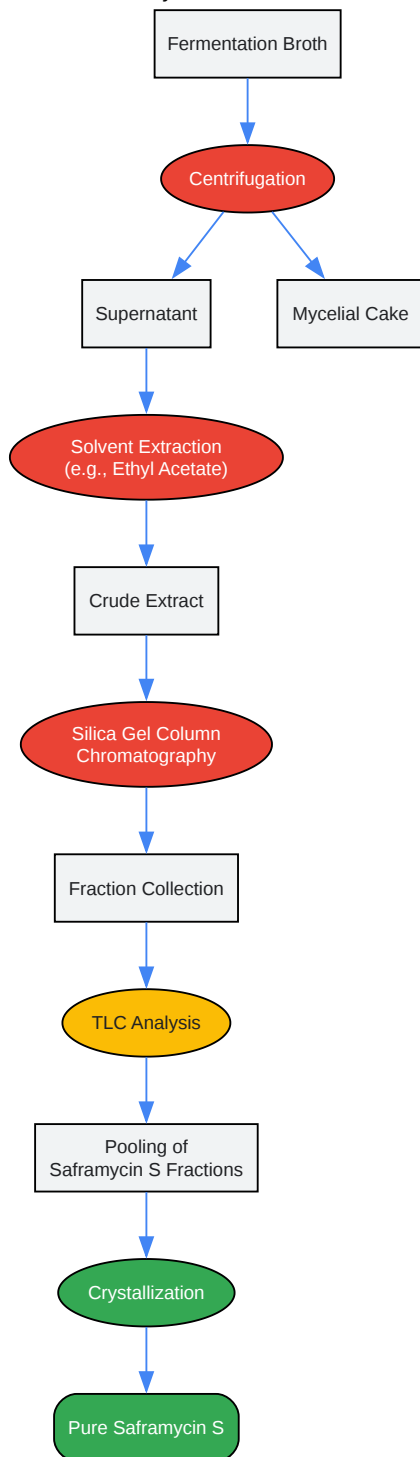 Fermentation Broth
Centrifugation
Supernatant
Mycelial Cake
Solvent Extraction
(e.g., Ethyl Acetate)
Crude Extract
Silica Gel Column
Chromatography
Fraction Collection
TLC Analysis
Pooling of
Saframycin S Fractions
Crystallization
Pure Saframycin S